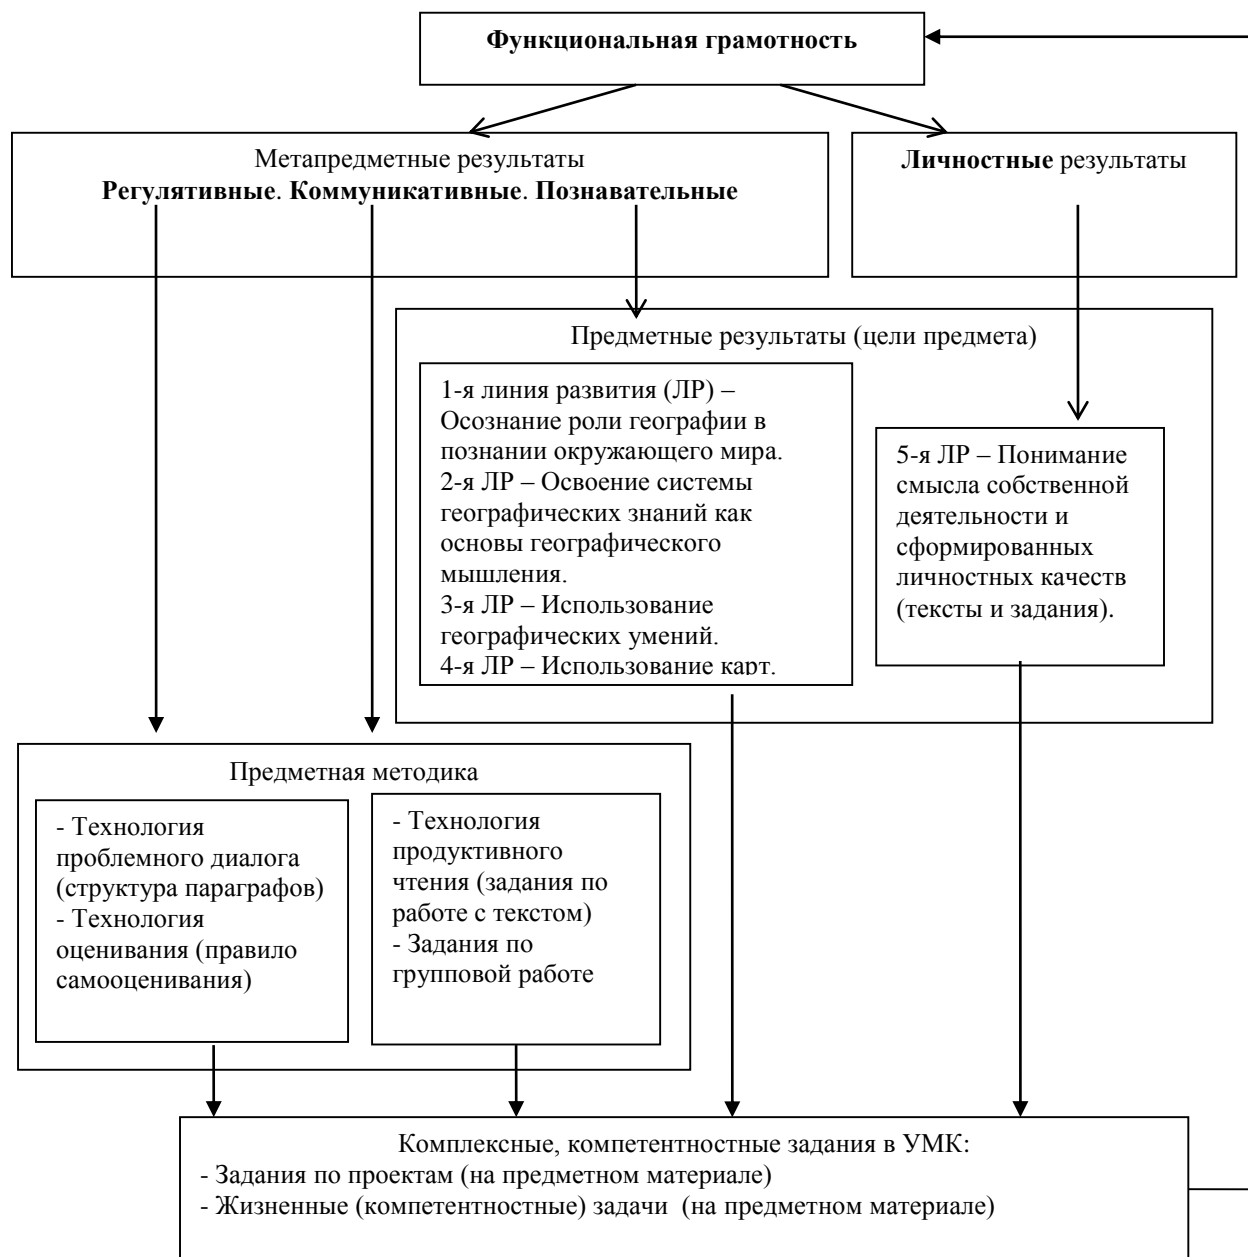 Функциональная грамотность
Метапредметные результаты
Регулятивные. Коммуникативные. Познавательные
Личностные результаты
Предметные результаты (цели предмета)
1-я линия развития (ЛР) –
Осознание роли географии в
познании окружающего мира.
2-я ЛР – Освоение системы
географических знаний как
основы географического
мышления.
3-я ЛР – Использование
географических умений.
4-я ЛР – Использование карт.
5-я ЛР – Понимание
смысла собственной
деятельности и
сформированных
личностных качеств
(тексты и задания).
Предметная методика
- Технология
проблемного диалога
(структура параграфов)
- Технология
оценивания (правило
самооценивания)
- Технология
продуктивного
чтения (задания по
работе с текстом)
- Задания по
групповой работе
Комплексные, компетентностные задания в УМК:
- Задания по проектам (на предметном материале)
- Жизненные (компетентностные) задачи  (на предметном материале)